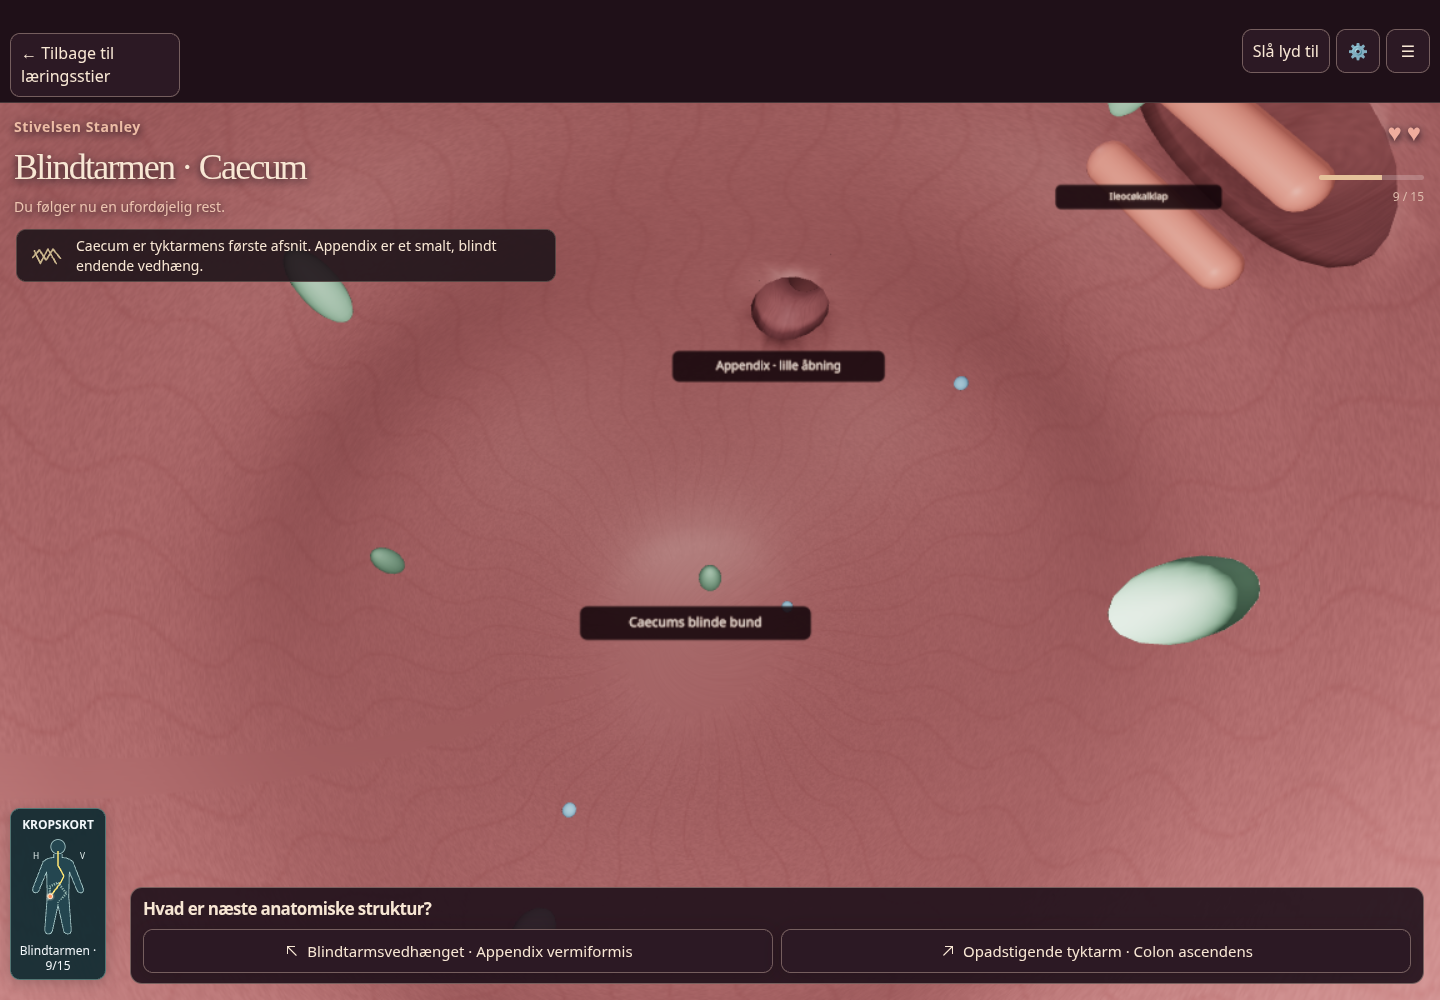 ← Tilbage til
læringsstier
Slå lyd til
Stivelsen Stanley
Blindtarmen · Caecum
Du følger nu en ufordøjelig rest.
Caecum er tyktarmens første afsnit. Appendix er et smalt, blindt
endende vedhæng.
9 / 15
Ileocøkalklap
Appendix · lille åbning
Caecums blinde bund
KROPSKORT
H V
Blindtarmen ·
9/15
Hvad er næste anatomiske struktur?
↖ Blindtarmsvedhænget · Appendix vermiformis
↗ Opadstigende tyktarm · Colon ascendens